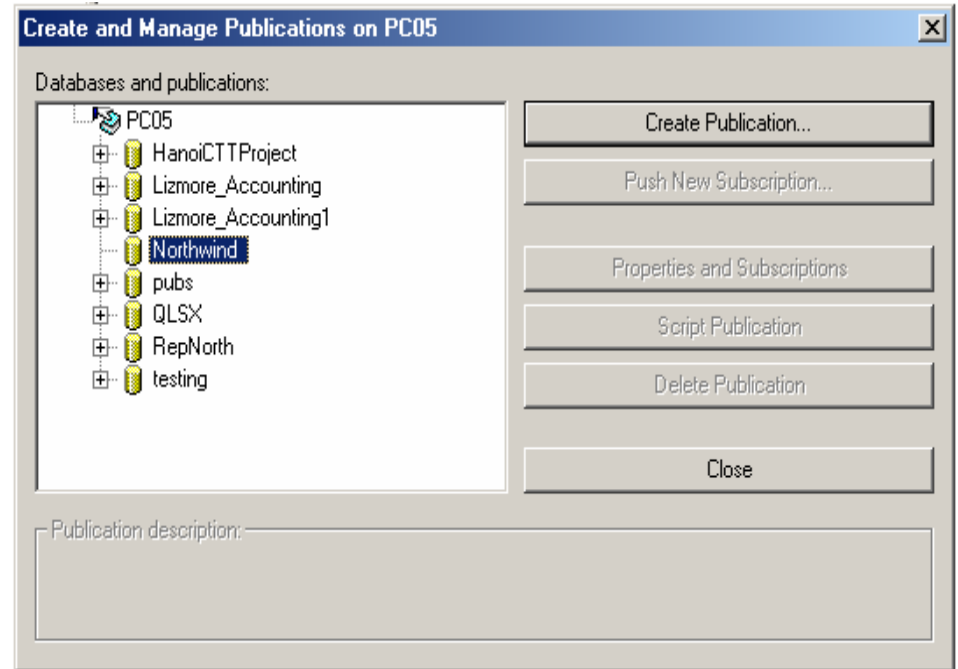 Create and Manage Publications on PC05
Databases and publications:
PC05
HanoiCTTProject
Lizmore_Accounting
Lizmore_Accounting1
Northwind
pubs
QLSX
RepNorth
testing
Create Publication...
Push New Subscription...
Properties and Subscriptions
Script Publication
Delete Publication
Close
Publication description: